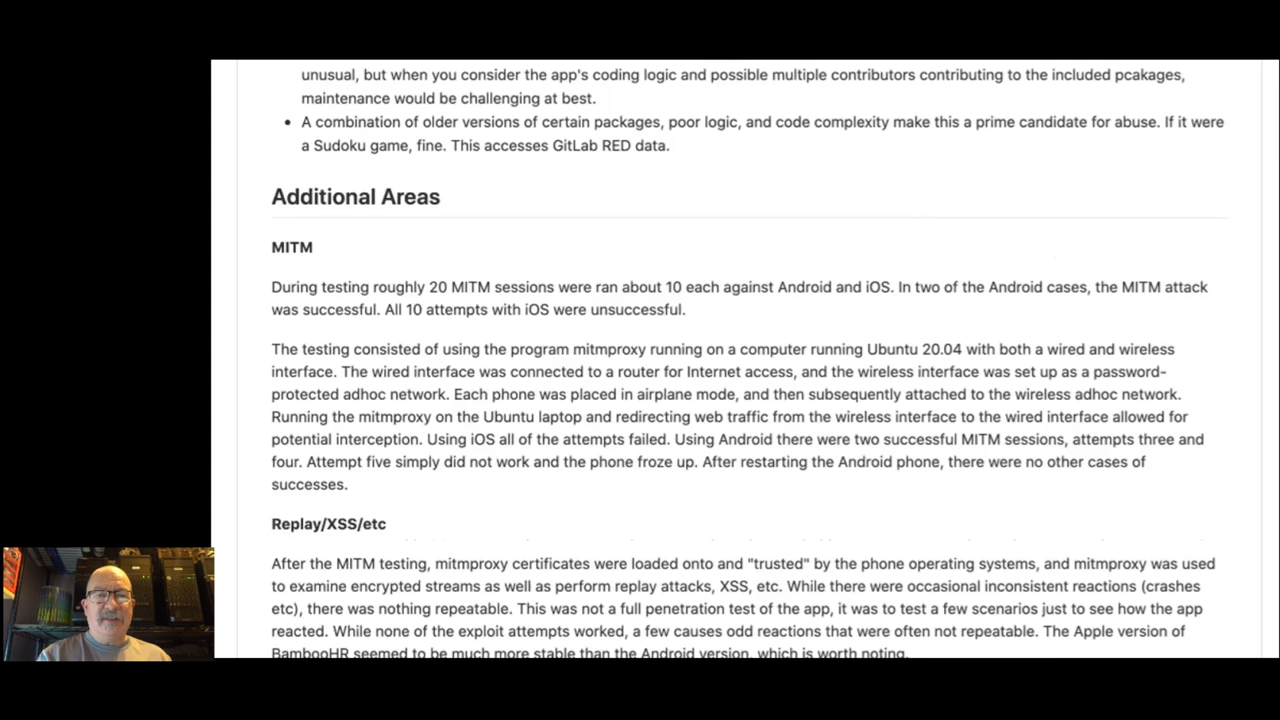 unusual, but when you consider the app's coding logic and possible multiple contributors contributing to the included pcakages,
maintenance would be challenging at best.
• A combination of older versions of certain packages, poor logic, and code complexity make this a prime candidate for abuse. If it were
a Sudoku game, fine. This accesses GitLab RED data.
Additional Areas
MITM
During testing roughly 20 MITM sessions were ran about 10 each against Android and iOS. In two of the Android cases, the MITM attack
was successful. All 10 attempts with iOS were unsuccessful.
The testing consisted of using the program mitmproxy running on a computer running Ubuntu 20.04 with both a wired and wireless
interface. The wired interface was connected to a router for Internet access, and the wireless interface was set up as a password-
protected adhoc network. Each phone was placed in airplane mode, and then subsequently attached to the wireless adhoc network.
Running the mitmproxy on the Ubuntu laptop and redirecting web traffic from the wireless interface to the wired interface allowed for
potential interception. Using iOS all of the attempts failed. Using Android there were two successful MITM sessions, attempts three and
four. Attempt five simply did not work and the phone froze up. After restarting the Android phone, there were no other cases of
successes.
Replay/XSS/etc
After the MITM testing, mitmproxy certificates were loaded onto and "trusted" by the phone operating systems, and mitmproxy was used
to examine encrypted streams as well as perform replay attacks, XSS, etc. While there were occasional inconsistent reactions (crashes
etc), there was nothing repeatable. This was not a full penetration test of the app, it was to test a few scenarios just to see how the app
reacted. While none of the exploit attempts worked, a few causes odd reactions that were often not repeatable. The Apple version of
BambooHR seemed to be much more stable than the Android version, which is worth noting.